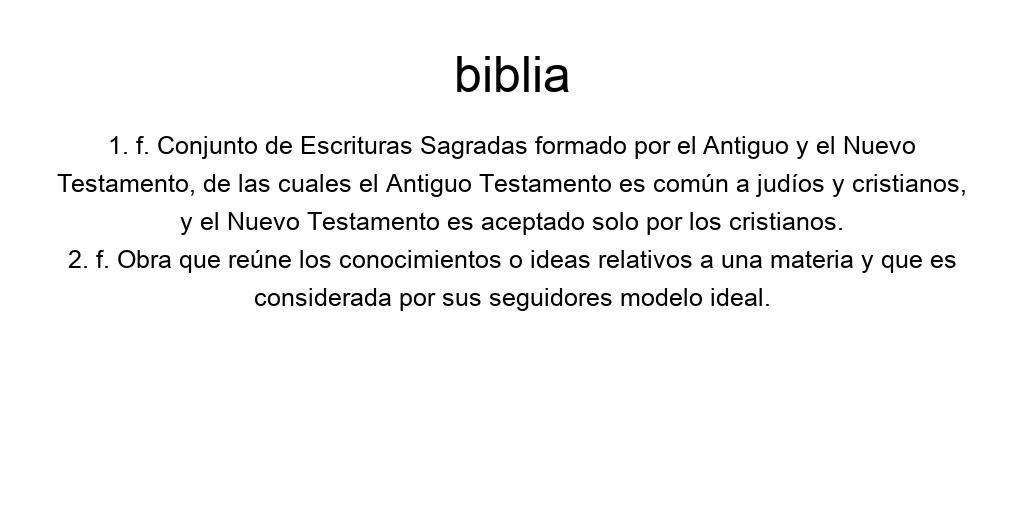 biblia
1. f. Conjunto de Escrituras Sagradas formado por el Antiguo y el Nuevo
Testamento, de las cuales el Antiguo Testamento es común a judíos y cristianos,
y el Nuevo Testamento es aceptado solo por los cristianos.
2. f. Obra que reúne los conocimientos o ideas relativos a una materia y que es
considerada por sus seguidores modelo ideal.